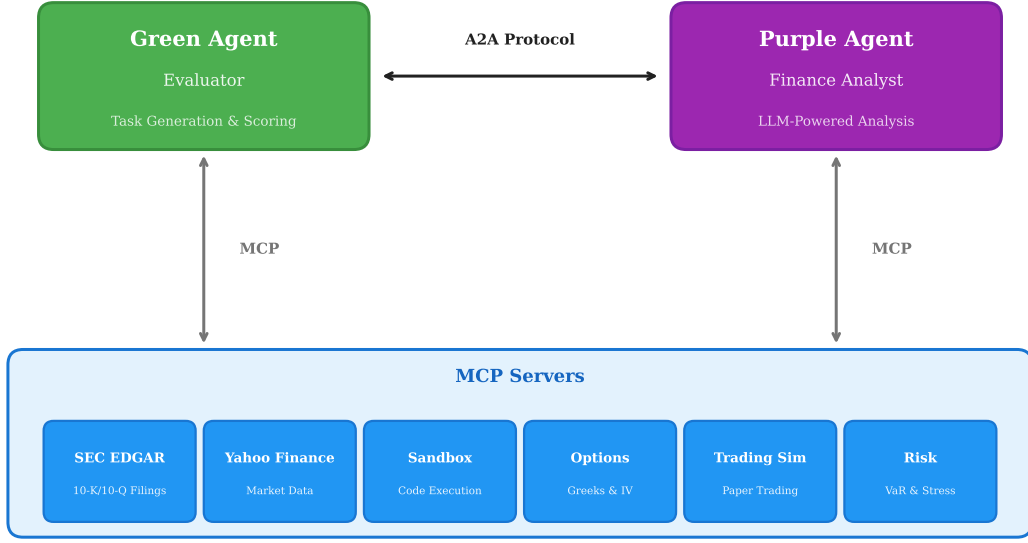 Green Agent
Evaluator
Task Generation & Scoring
A2A Protocol
Purple Agent
Finance Analyst
LLM-Powered Analysis
MCP
MCP
MCP Servers
SEC EDGAR
10-K/10-Q Filings
Yahoo Finance
Market Data
Sandbox
Code Execution
Options
Greeks & IV
Trading Sim
Paper Trading
Risk
VaR & Stress